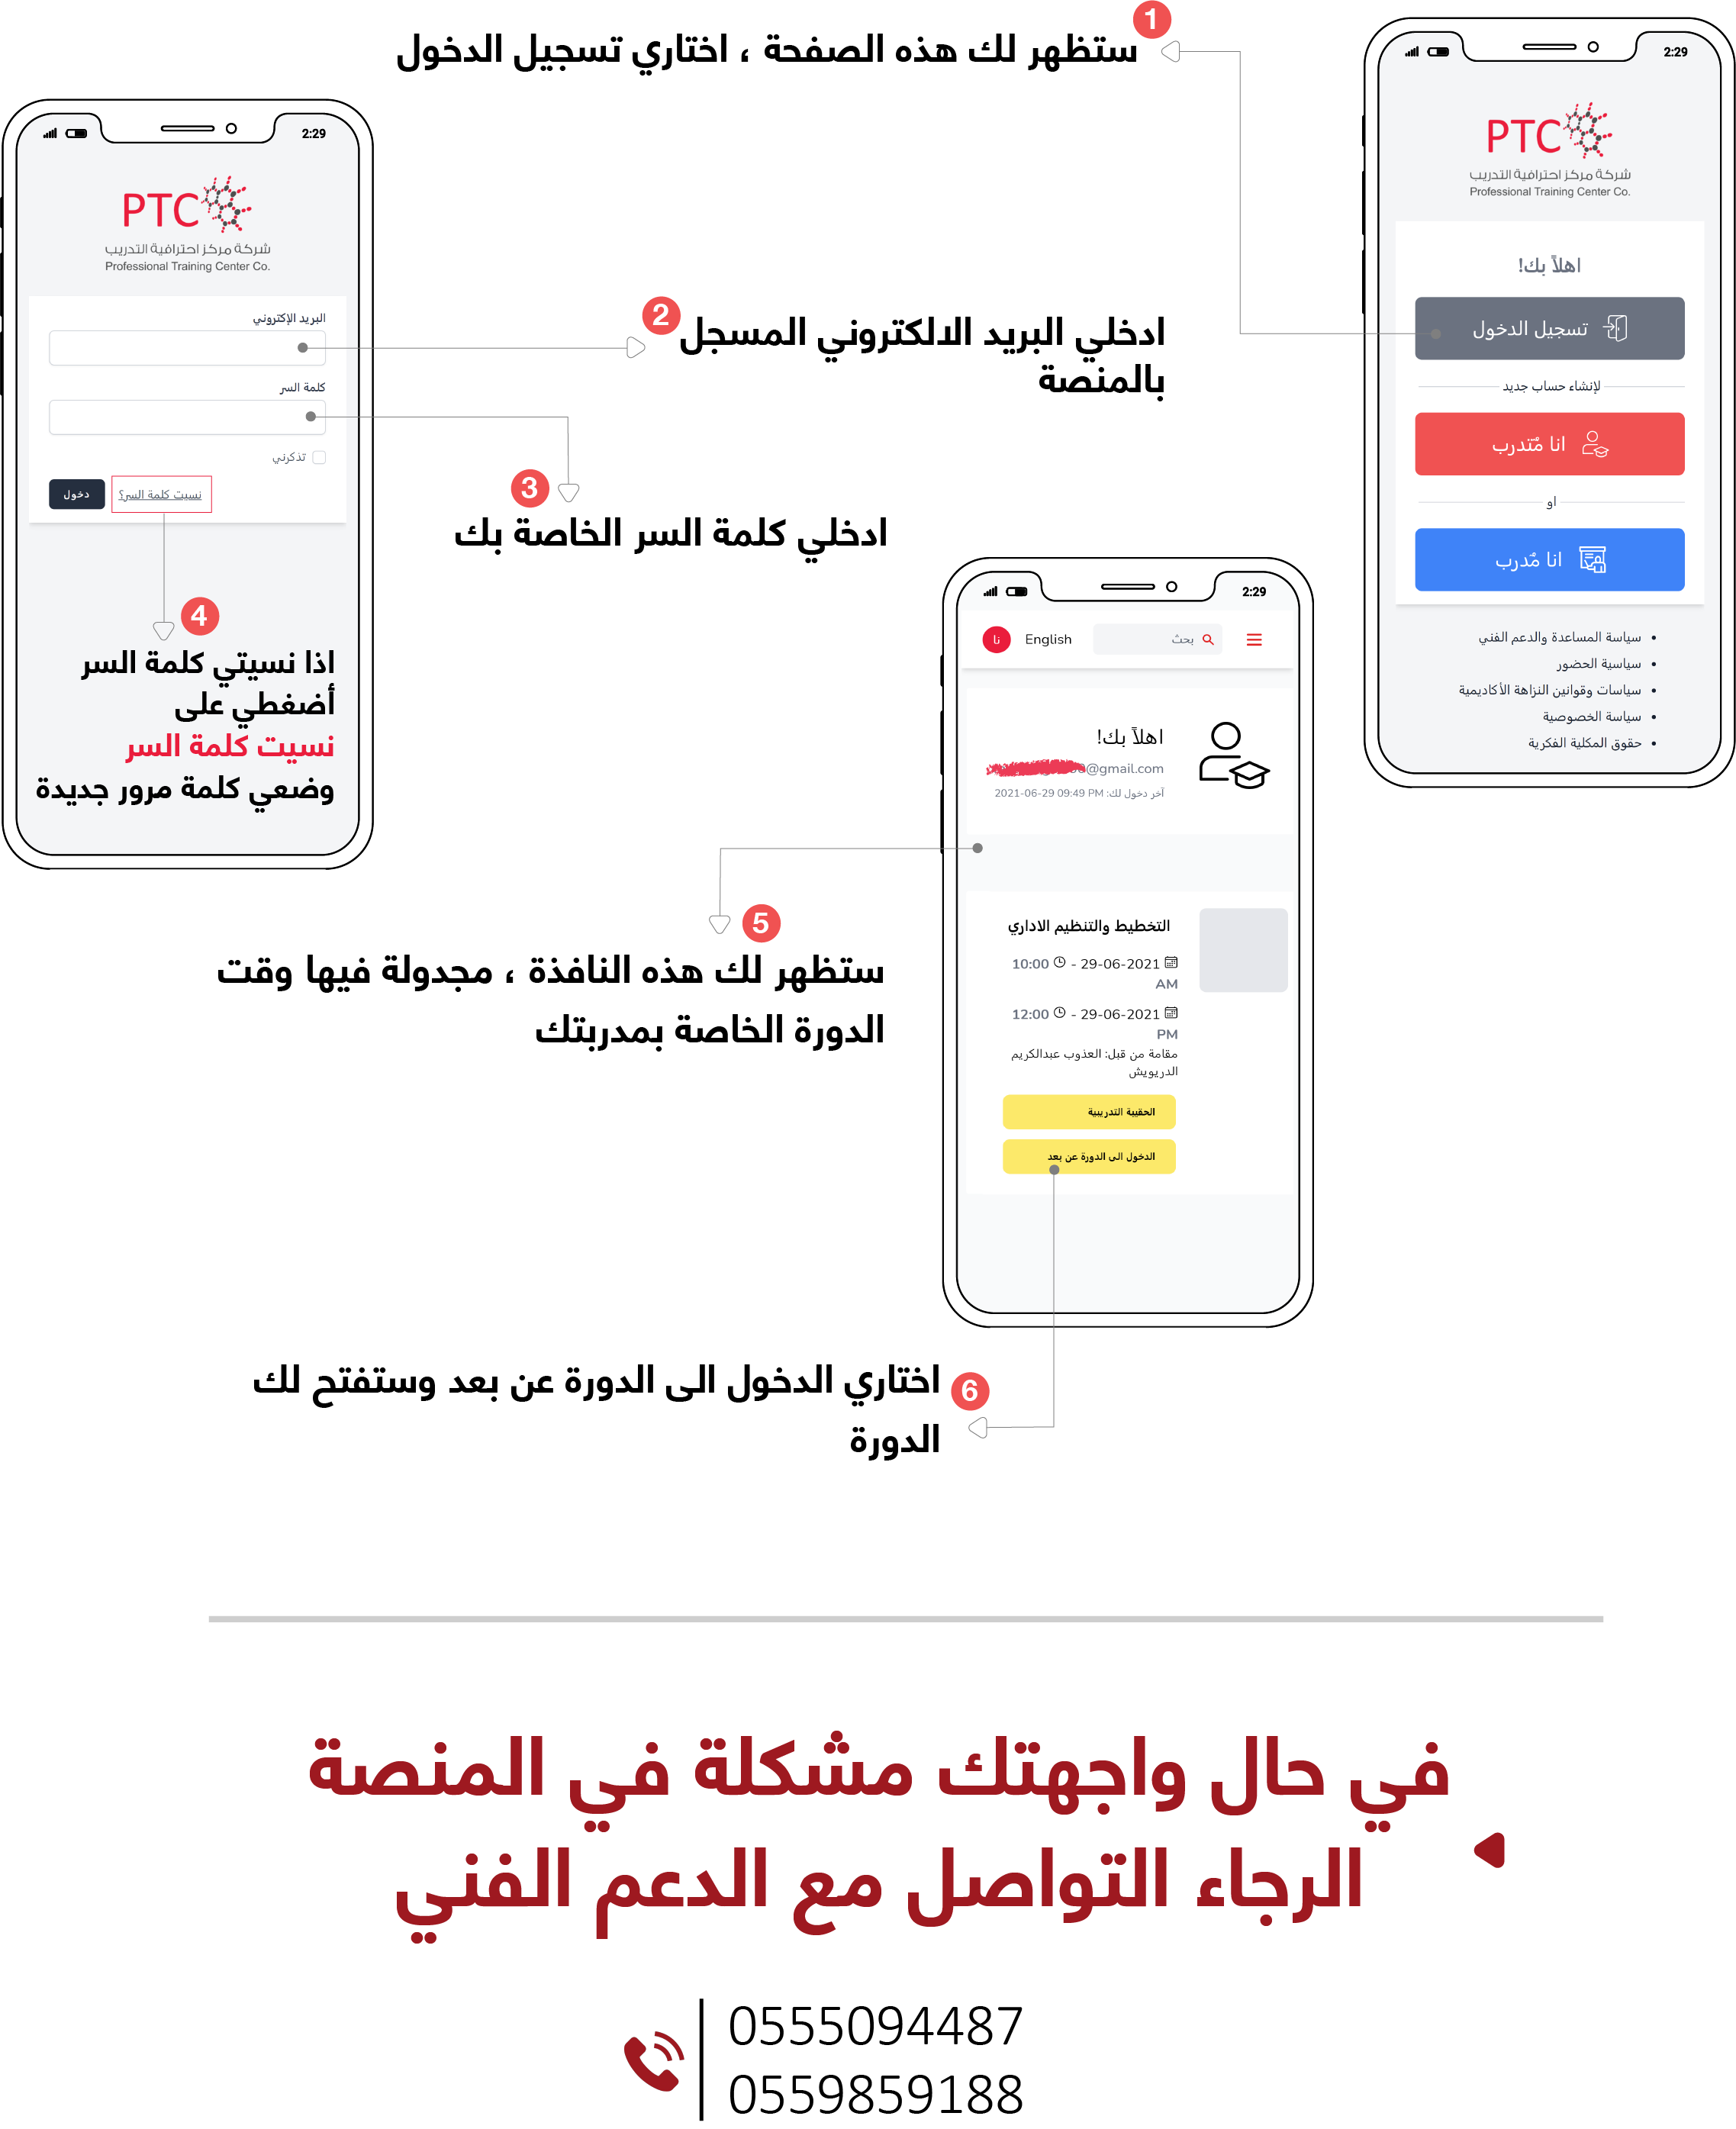 1
ستظهر لك هذه الصفحة ، اختاري تسجيل الدخول
2:29
PTC
شركة مركز احترافية التدريب
Professional Training Center Co.
اهلاً بك!
تسجيل الدخول
لإنشاء حساب جديد
انا مُتدرب
او
انا مُدرب
سياسة المساعدة والدعم الفني
سياسية الحضور
سياسات وقوانين النزاهة الأكاديمية
سياسة الخصوصية
حقوق المكلية الفكرية
2:29
PTC
شركة مركز احترافية التدريب
Professional Training Center Co.
البريد الإلكتروني
كلمة السر
تذكرني
نسيت كلمة السر؟
دخول
2
ادخلي البريد الالكتروني المسجل
بالمنصة
3
ادخلي كلمة السر الخاصة بك
4
اذا نسيتي كلمة السر
أضغطي على
نسيت كلمة السر
وضعي كلمة مرور جديدة
2:29
بحث
English
نا
اهلاً بك!
@gmail.com
آخر دخول لك: 2021-06-29 09:49 PM
التخطيط والتنظيم الاداري
29-06-2021 - 10:00
AM
29-06-2021 - 12:00
PM
مقامة من قبل: العذوب عبدالكريم
الدريويش
الحقيبة التدريبية
الدخول الى الدورة عن بعد
5
ستظهر لك هذه النافذة ، مجدولة فيها وقت
الدورة الخاصة بمدربتك
6
اختاري الدخول الى الدورة عن بعد وستفتح لك
الدورة
في حال واجهتك مشكلة في المنصة
الرجاء التواصل مع الدعم الفني
0555094487
0559859188